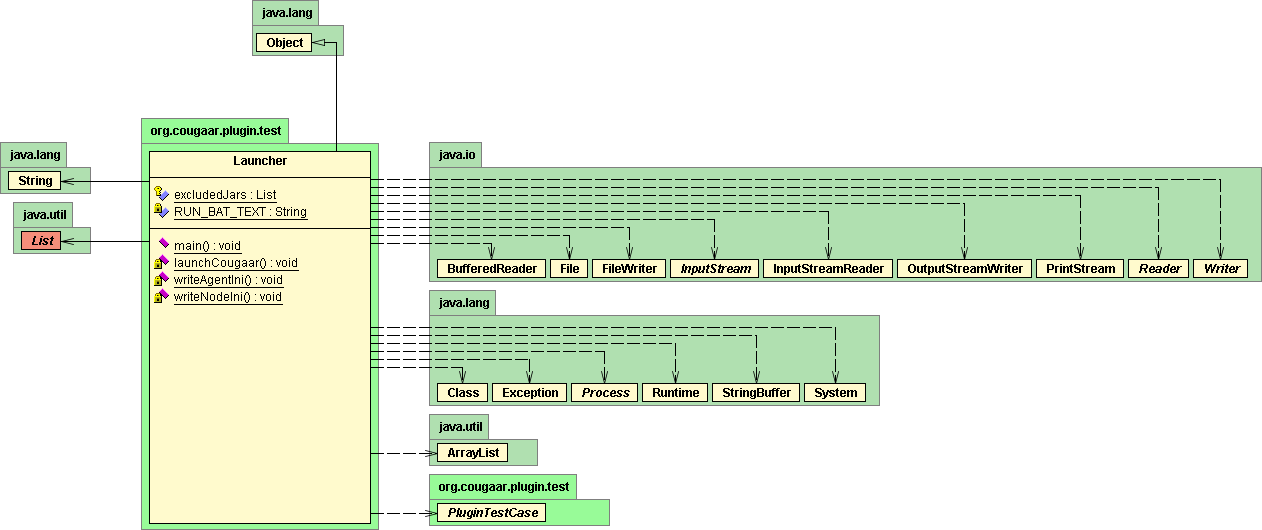 java.lang
Object
org.cougaar.plugin.test
Launcher
excludedJars : List
RUN_BAT_TEXT : String
main() : void
launchCougaar() : void
writeAgentIni() : void
writeNodeIni() : void
java.lang
String
java.util
List
java.io
BufferedReader File FileWriter InputStream InputStreamReader OutputStreamWriter PrintStream Reader Writer
java.lang
Class Exception Process Runtime StringBuffer System
java.util
ArrayList
org.cougaar.plugin.test
PluginTestCase